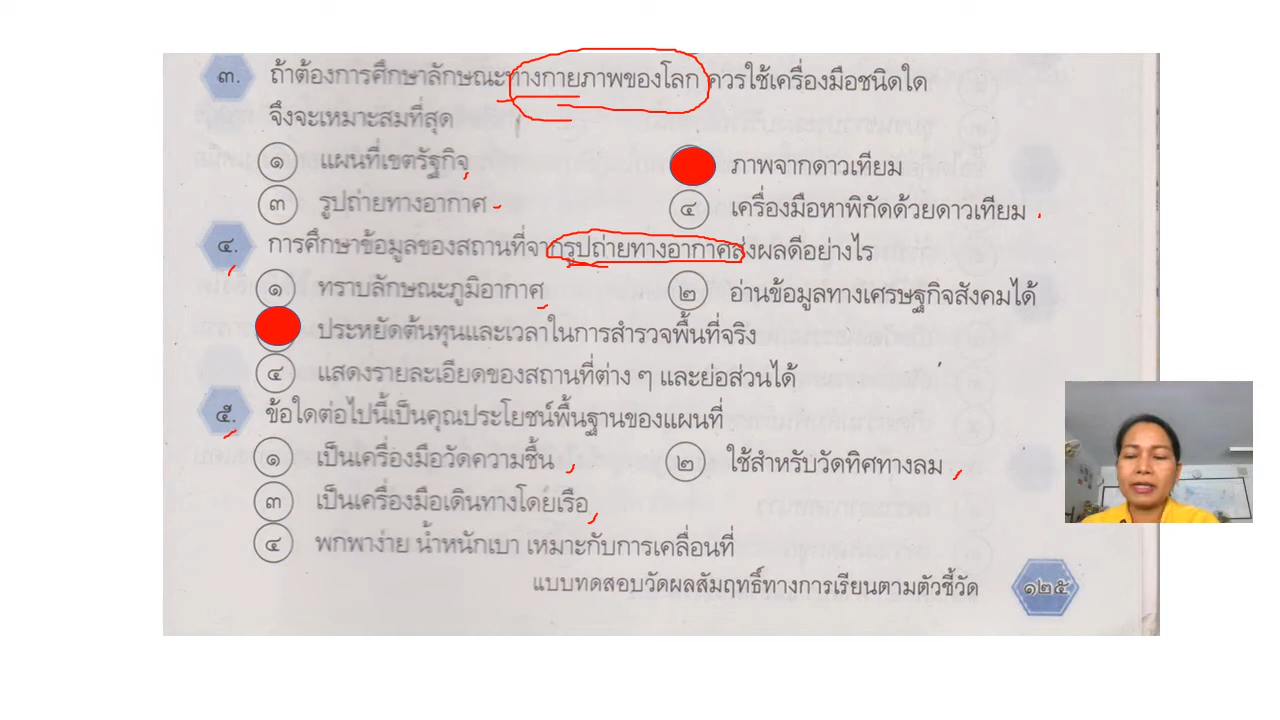 ๓. ถ้าต้องการศึกษาลักษณะทางกายภาพของโลก ควรใช้เครื่องมือชนิดใด
จึงจะเหมาะสมที่สุด
๑ แผนที่เขตรัฐกิจ ภาพจากดาวเทียม
๓ รูปถ่ายทางอากาศ ๔ เครื่องมือหาพิกัดด้วยดาวเทียม
๔. การศึกษาข้อมูลของสถานที่จากรูปถ่ายทางอากาศส่งผลดีอย่างไร
๑ ทราบลักษณะภูมิอากาศ ๒ อ่านข้อมูลทางเศรษฐกิจสังคมได้
ประหยัดต้นทุนและเวลาในการสำรวจพื้นที่จริง
๔ แสดงรายละเอียดของสถานที่ต่าง ๆ และย่อส่วนได้
๕. ข้อใดต่อไปนี้เป็นคุณประโยชน์พื้นฐานของแผนที่
๑ เป็นเครื่องมือวัดความชื้น ๒ ใช้สำหรับวัดทิศทางลม
๓ เป็นเครื่องมือเดินทางโดยเรือ
๔ พกพาง่าย น้ำหนักเบา เหมาะกับการเคลื่อนที่
แบบทดสอบวัดผลสัมฤทธิ์ทางการเรียนตามตัวชี้วัด ๑๒๕